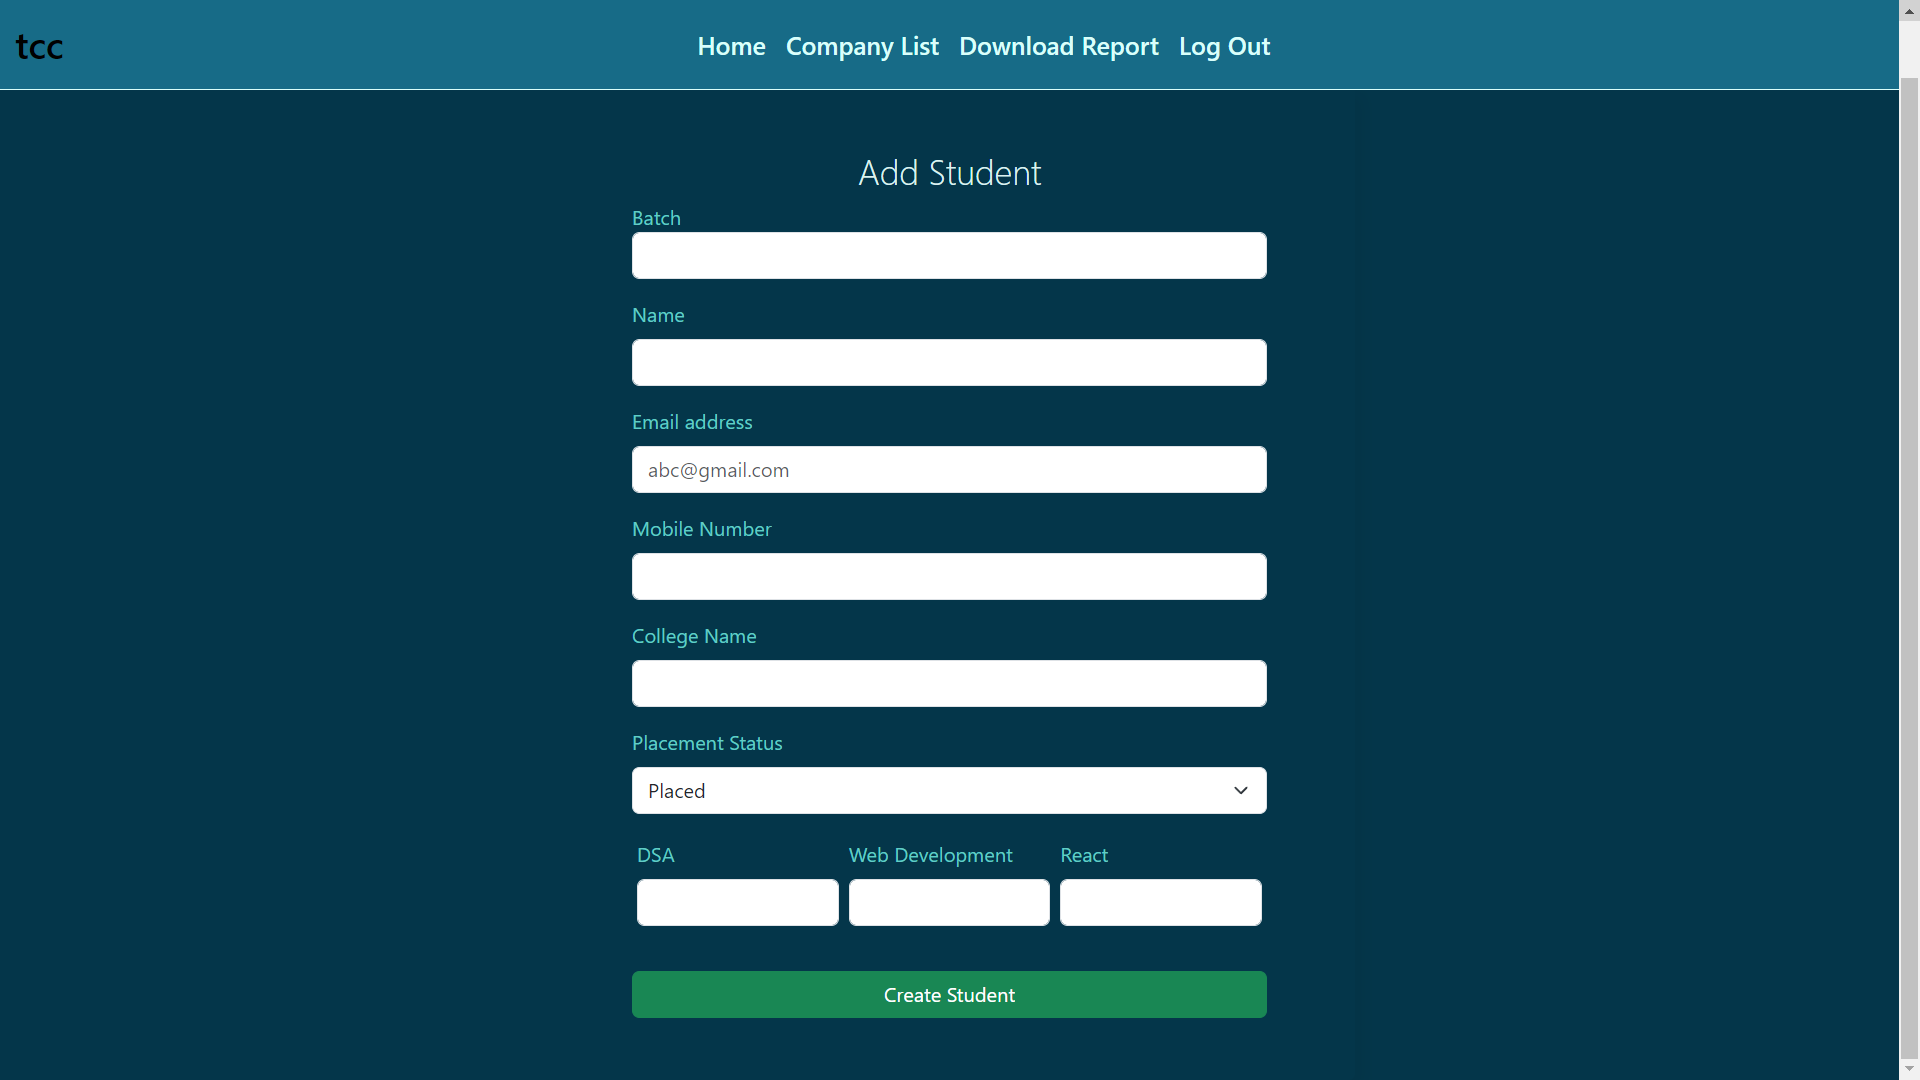 tcc
Home Company List Download Report Log Out
Add Student
Batch
Name
Email address
abc@gmail.com
Mobile Number
College Name
Placement Status
Placed
DSA Web Development React
Create Student